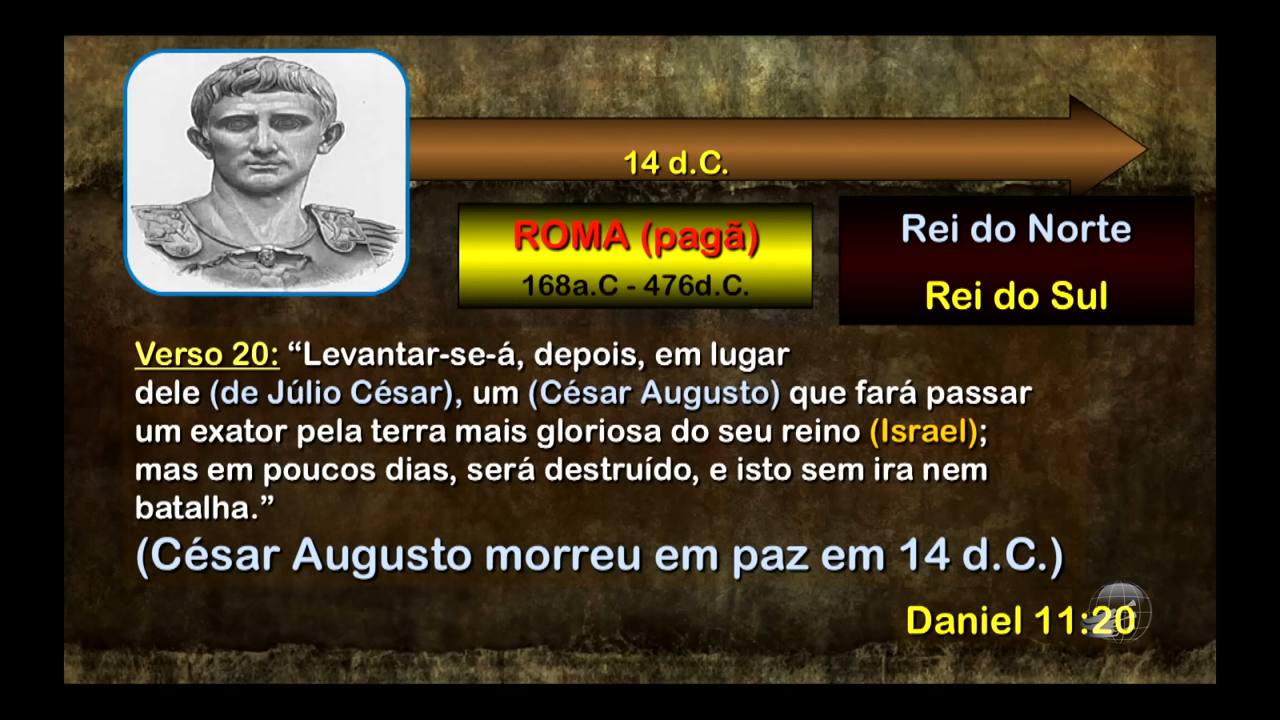 14 d.C.
ROMA (pagã)
168a.C - 476d.C.
Rei do Norte
Rei do Sul
Verso 20: “Levantar-se-á, depois, em lugar
dele (de Júlio César), um (César Augusto) que fará passar
um exator pela terra mais gloriosa do seu reino (Israel);
mas em poucos dias, será destruído, e isto sem ira nem
batalha.”
(César Augusto morreu em paz em 14 d.C.)
Daniel 11:20